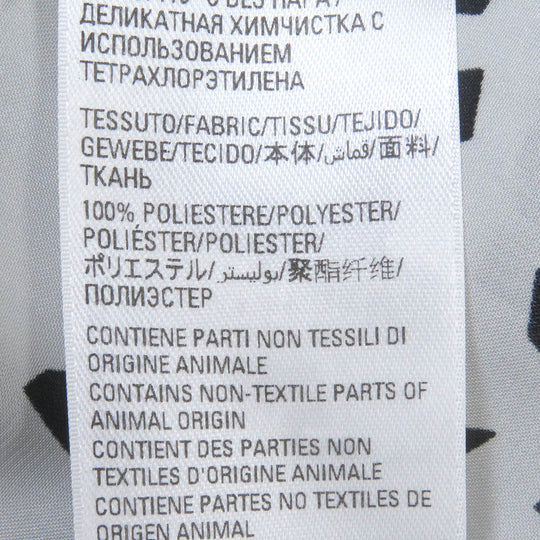 ДЕЛИКАТНАЯ ХИМЧИСТКА С
ИСПОЛЬЗОВАНИЕМ
ТЕТРАХЛОРЭТИЛЕНА
TESSUTO/FABRIC/TISSU/TEJIDO/
GEWEBE/TECIDO/本体/قماش/面料/
ТКАНЬ
100% POLIESTERE/POLYESTER/
POLIÉSTER/POLIESTER/
ポリエステル/بوليستر/聚酯纤维/
ПОЛИЭСТЕР
CONTIENE PARTI NON TESSILI DI
ORIGINE ANIMALE
CONTAINS NON-TEXTILE PARTS OF
ANIMAL ORIGIN
CONTIENT DES PARTIES NON
TEXTILES D'ORIGINE ANIMALE
CONTIENE PARTES NO TEXTILES DE
ORIGEN ANIMAL